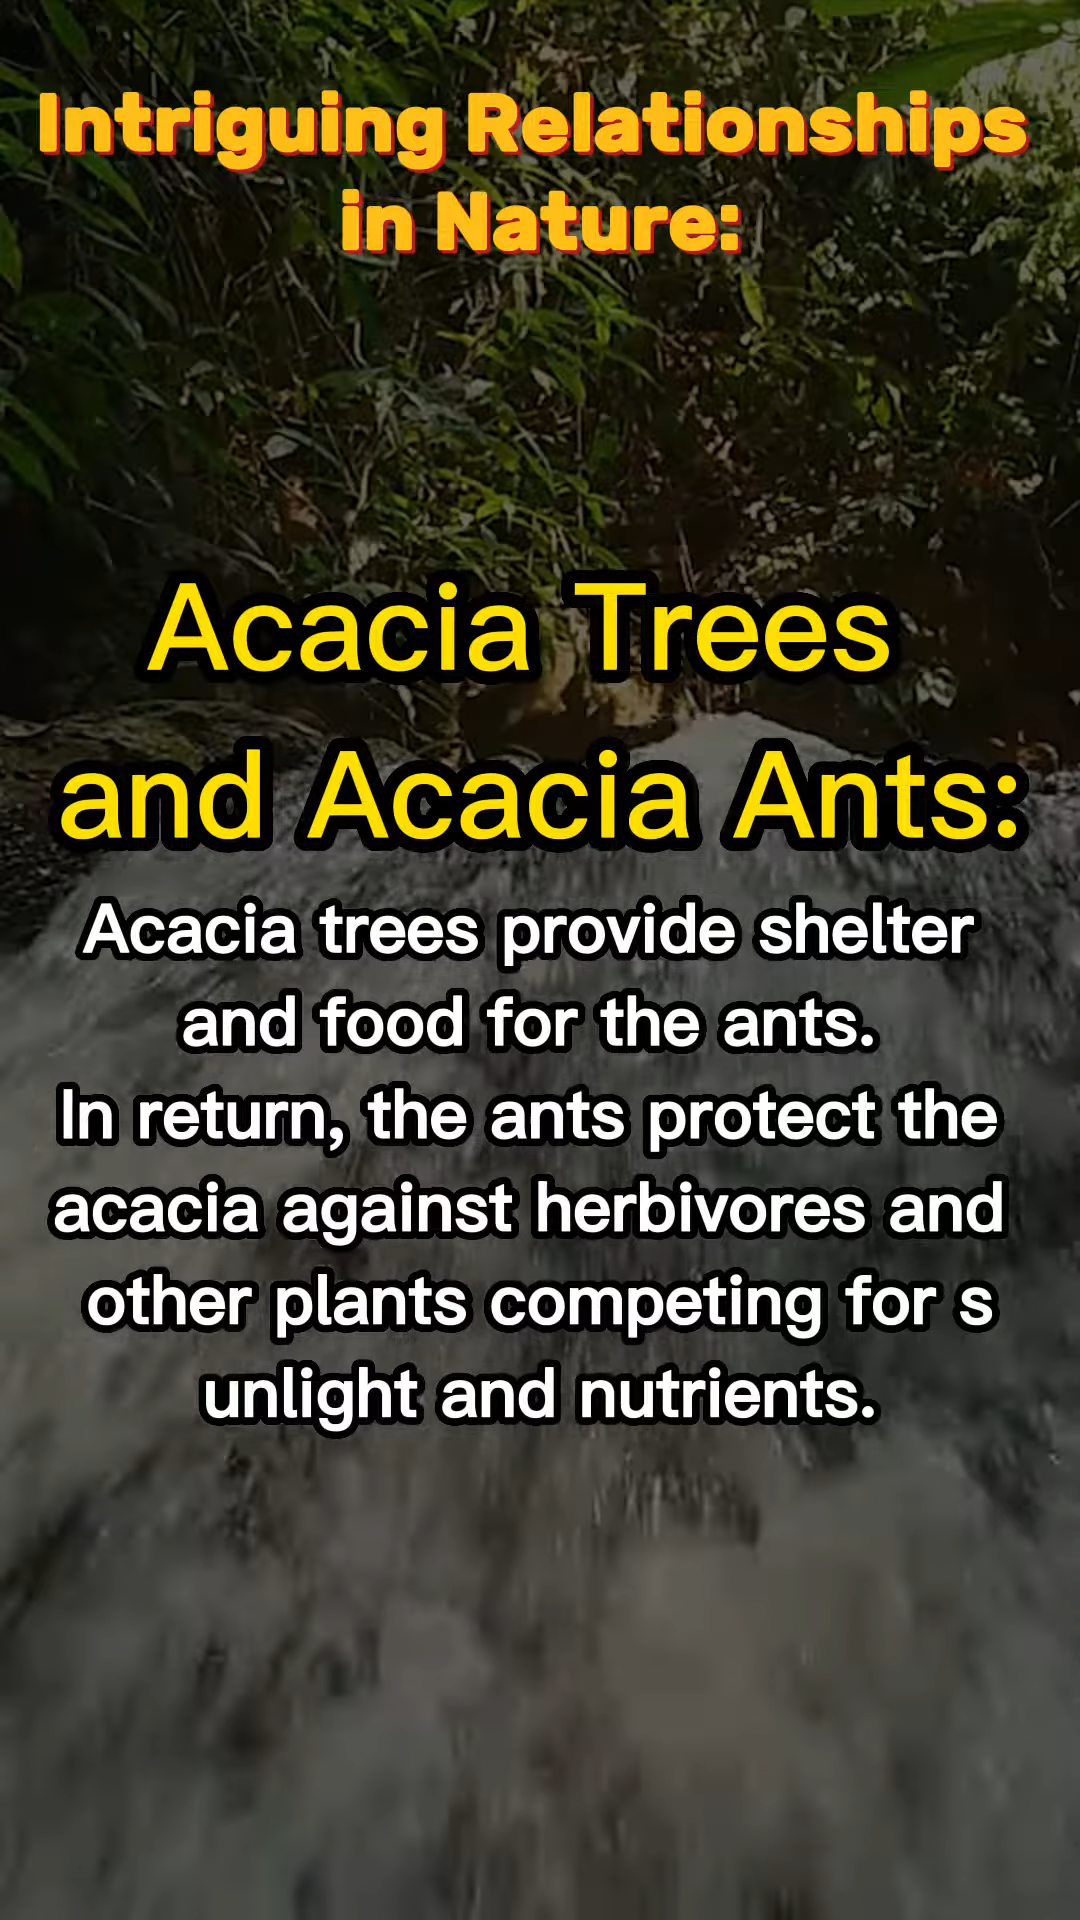 Intriguing Relationships
in Nature:
Acacia Trees
and Acacia Ants:
Acacia trees provide shelter
and food for the ants.
In return, the ants protect the
acacia against herbivores and
other plants competing for s
unlight and nutrients.